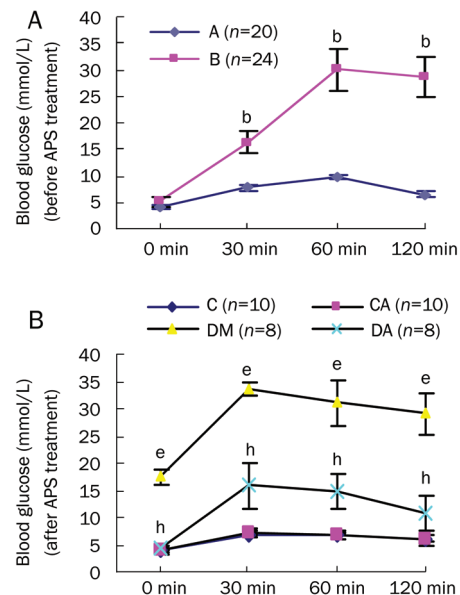 A
A (n=20)
B (n=24)
Blood glucose (mmol/L)
(before APS treatment)
40
35
30
25
20
15
10
5
0
b
b
b
0 min 30 min 60 min 120 min
B
C (n=10) CA (n=10)
DM (n=8) DA (n=8)
Blood glucose (mmol/L)
(after APS treatment)
40
35
30
25
20
15
10
5
0
e
e
e
e
h
h
h
h
0 min 30 min 60 min 120 min